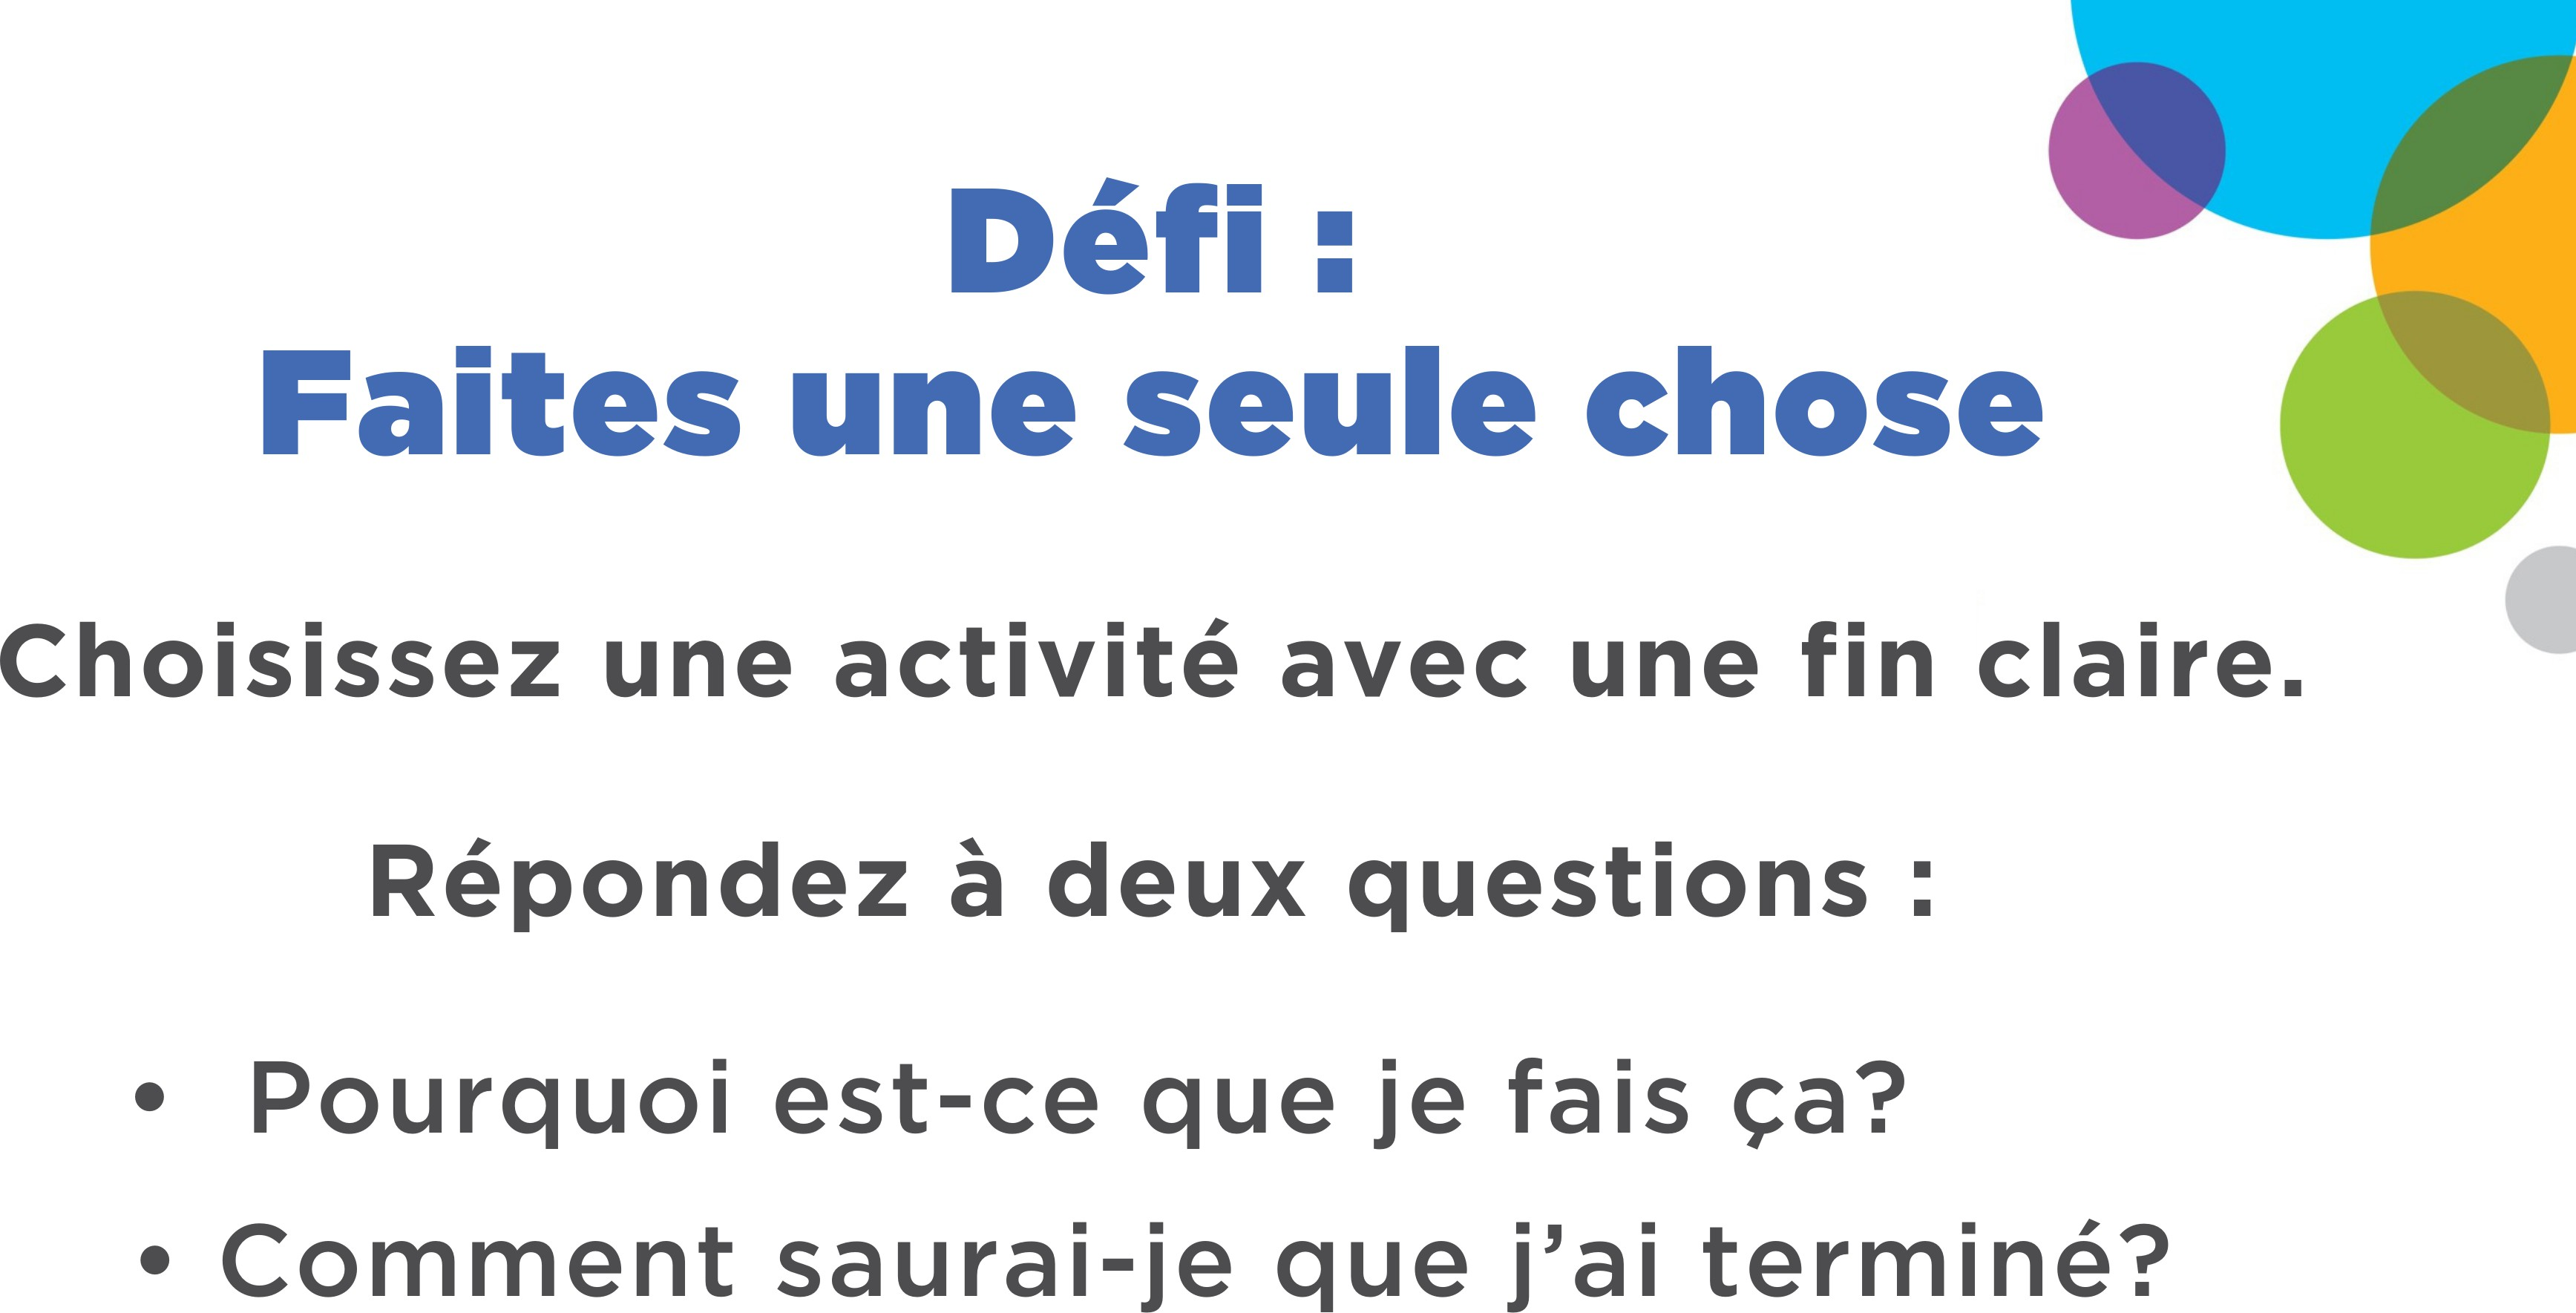 Défi :
Faites une seule chose
Choisissez une activité avec une fin claire.
Répondez à deux questions :
• Pourquoi est-ce que je fais ça?
• Comment saurai-je que j’ai terminé?